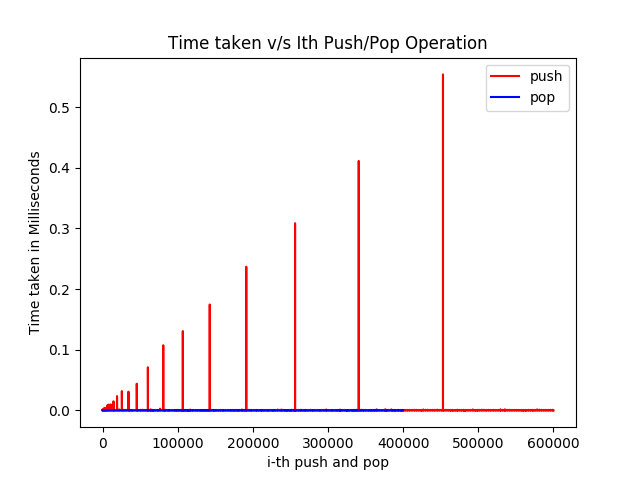 Time taken v/s Ith Push/Pop Operation
push
pop
0.5
0.4
0.3
0.2
0.1
0.0
Time taken in Milliseconds
0 100000 200000 300000 400000 500000 600000
i-th push and pop